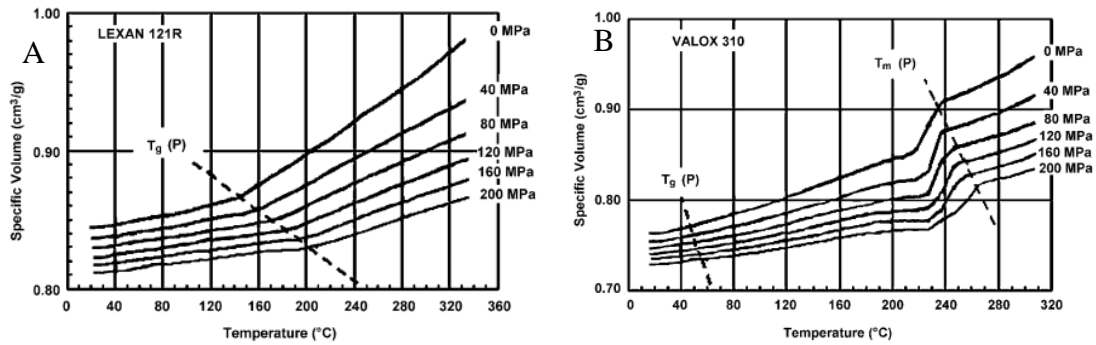 A
LEXAN 121R
1.00
0.90
0.80
Specific Volume (cm³/g)
Tg (P)
0 MPa
40 MPa
80 MPa
120 MPa
160 MPa
200 MPa
0 40 80 120 160 200 240 280 320 360
Temperature (°C)
B
VALOX 310
1.00
0.90
0.80
0.70
Specific Volume (cm³/g)
Tg (P)
Tm (P)
0 MPa
40 MPa
80 MPa
120 MPa
160 MPa
200 MPa
0 40 80 120 160 200 240 280 320
Temperature (°C)